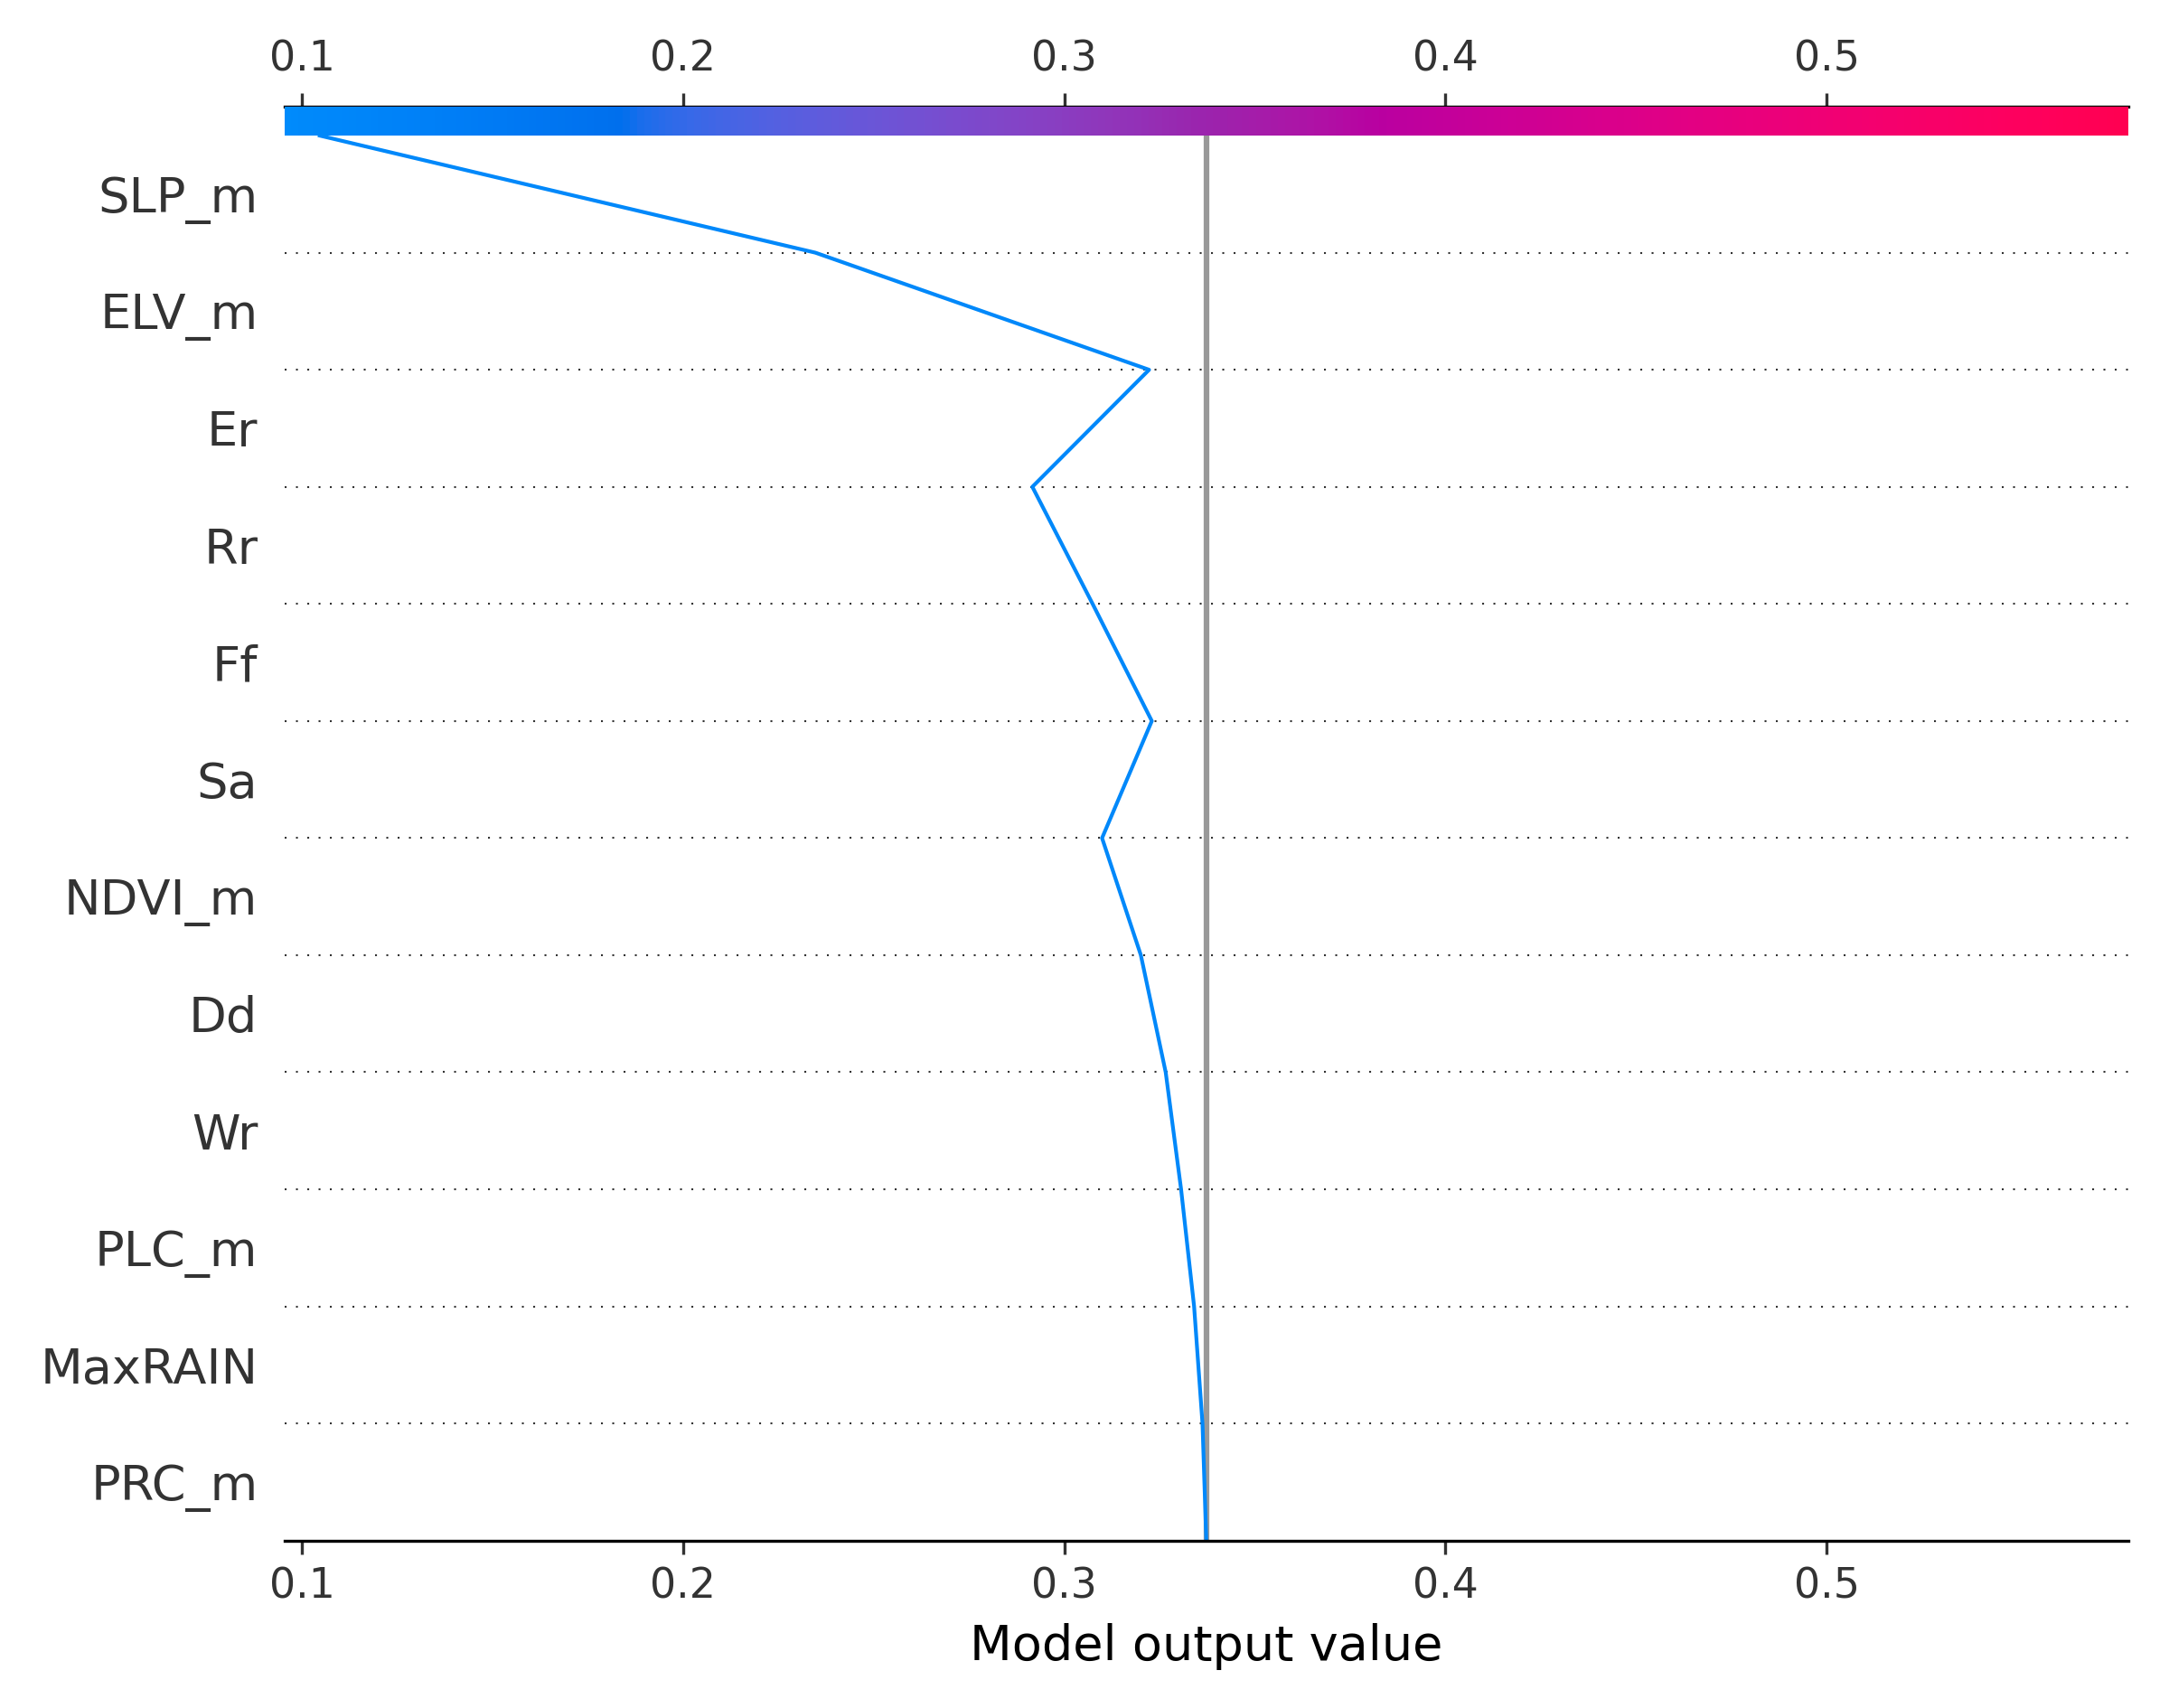 0.1 0.2 0.3 0.4 0.5
SLP_m
ELV_m
Er
Rr
Ff
Sa
NDVI_m
Dd
Wr
PLC_m
MaxRAIN
PRC_m
0.1 0.2 0.3 0.4 0.5
Model output value